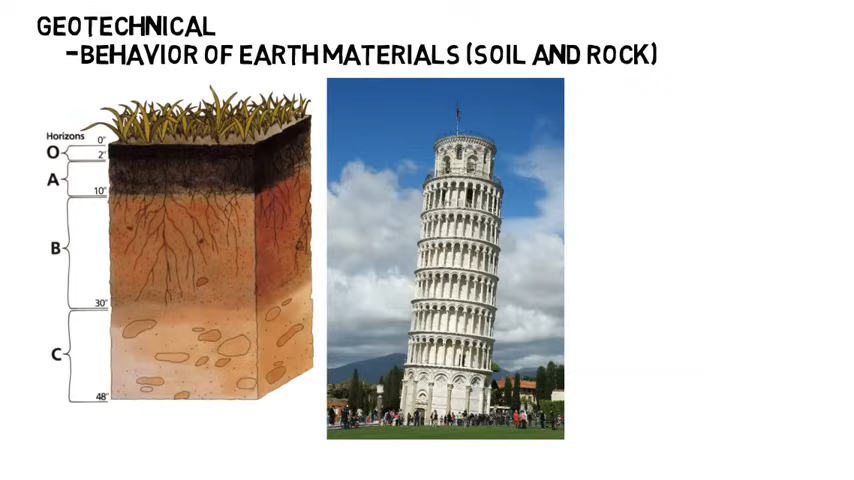 GEOTECHNICAL
-BEHAVIOR OF EARTH MATERIALS (SOIL AND ROCK)
Horizons
0"
O
2"
A
10"
B
30"
C
48"